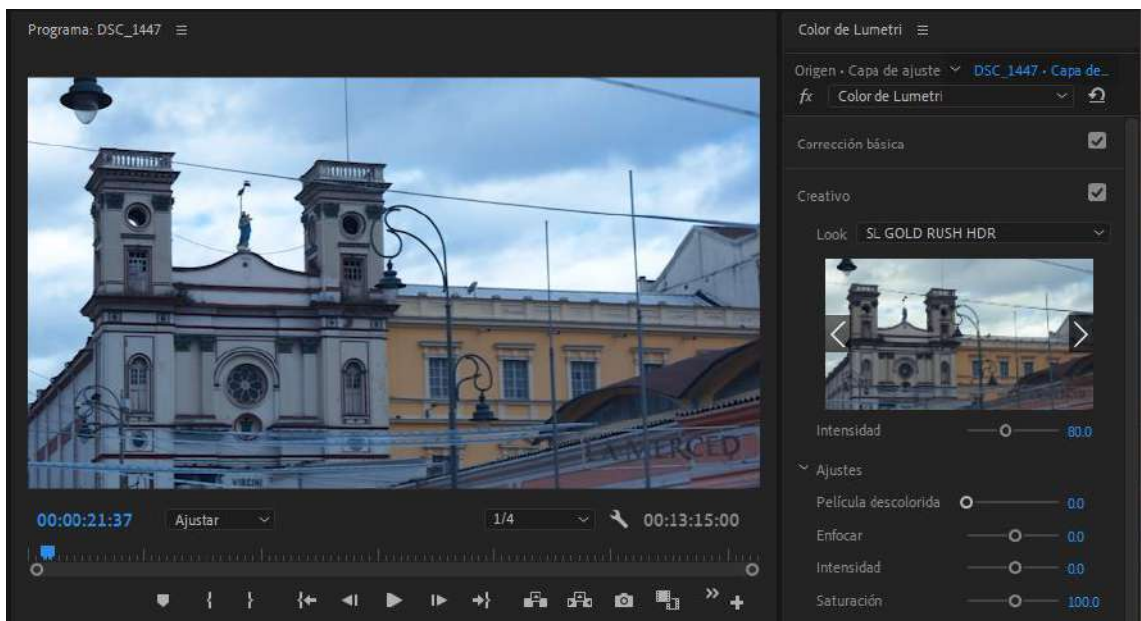 Programa: DSC_1447
Color de Lumetri
Origen · Capa de ajuste
DSC_1447 · Capa de...
fx Color de Lumetri
Corrección básica
Creativo
Look SL GOLD RUSH HDR
LA MERCED
Intensidad 80.0
Ajustes
Película descolorida 0.0
Enfocar 0.0
Intensidad 0.0
Saturación 100.0
00:00:21:37 Ajustar 1/4 00:13:15:00